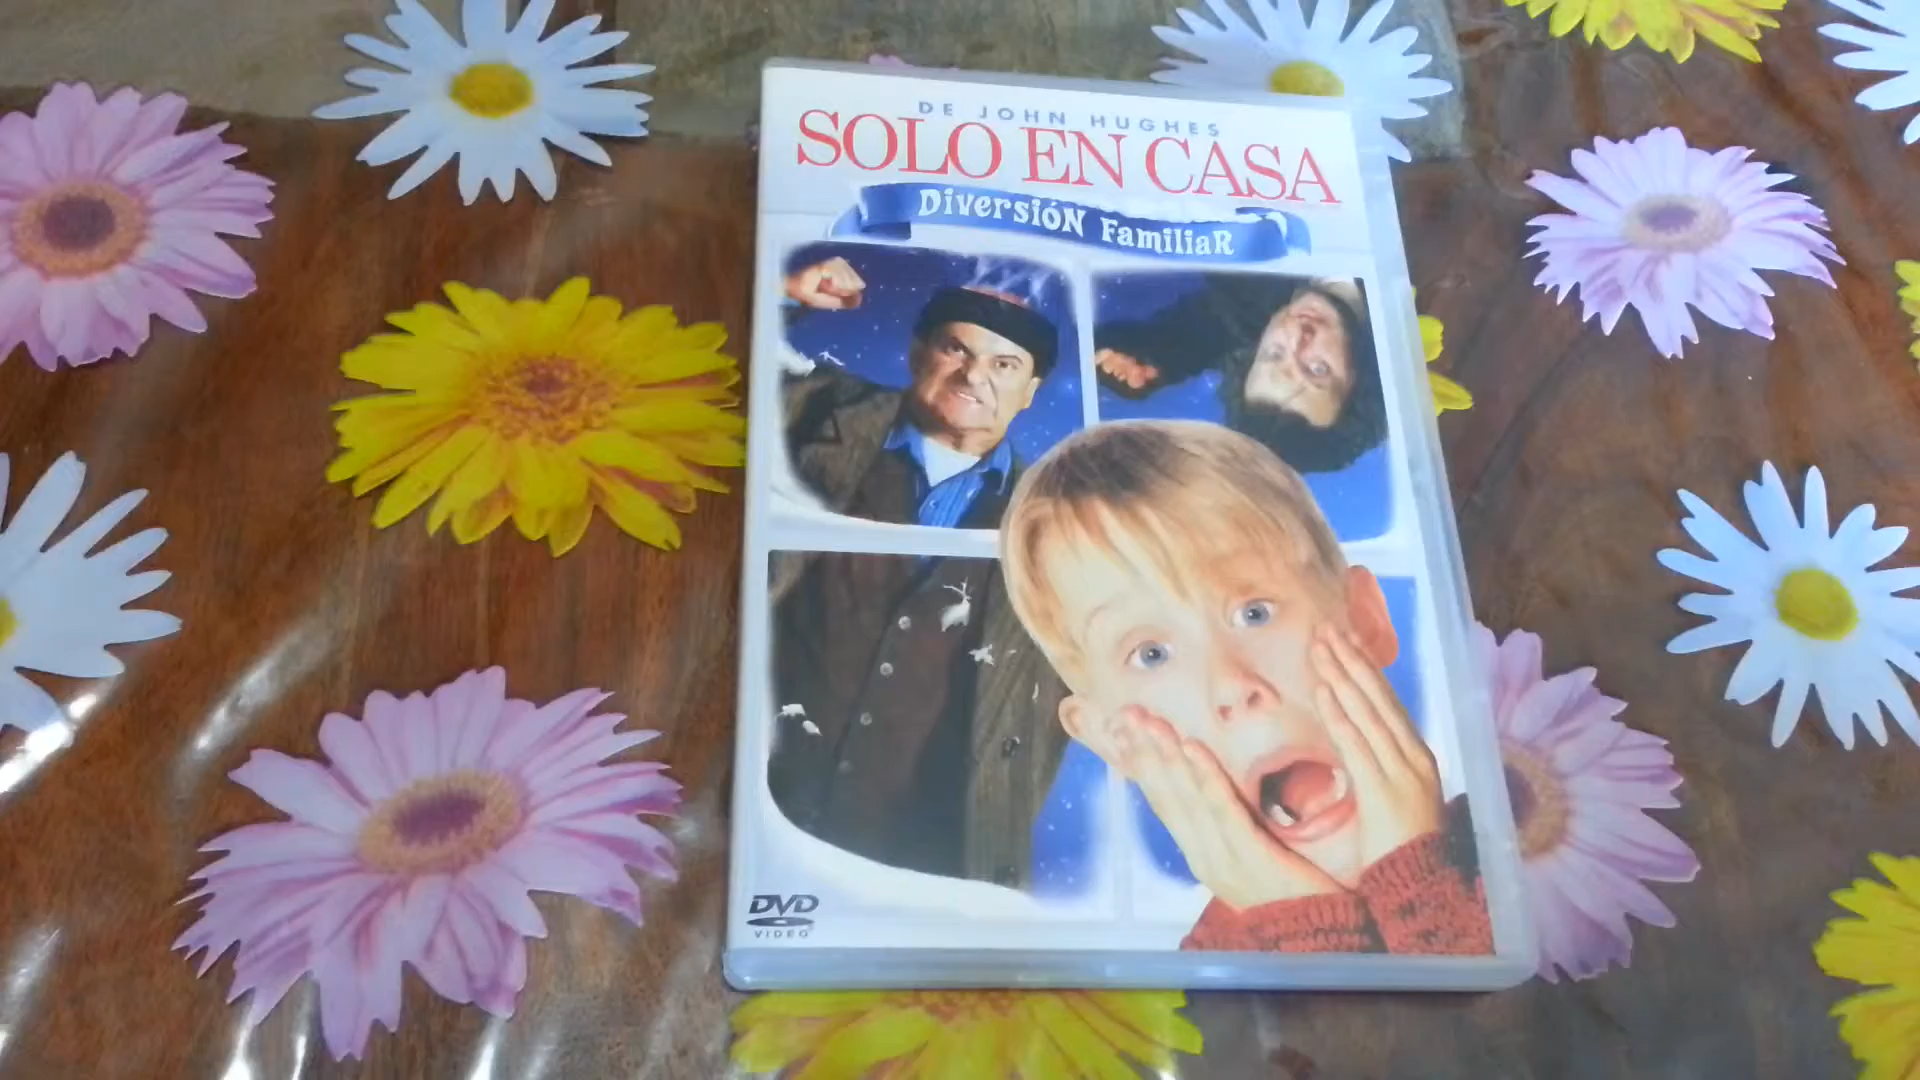 DE JOHN HUGHES
SOLO EN CASA
DiversióN FamiliaR
DVD
VIDEO